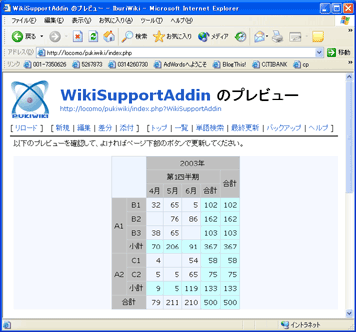 WikiSupportAddin のプレビュー - IburiWiki - Microsoft Internet Explorer
ファイル(F) 編集(E) 表示(V) お気に入り(A) ツール(T) ヘルプ(H)
戻る 検索 お気に入り メディア
アドレス(D) http://locomo/pukiwiki/index.php 移動
リンク 001-7350626 5267873 0314260730 AdWordsへようこそ BlogThis! CITIBANK cp
WikiSupportAddin のプレビュー
http://locomo/pukiwiki/index.php?WikiSupportAddin
PUKIWIKI
[ リロード ] [ 新規 | 編集 | 差分 | 添付 ] [ トップ | 一覧 | 単語検索 | 最終更新 | バックアップ | ヘルプ ]
以下のプレビューを確認して、よければページ下部のボタンで更新してください。
2003年
第1四半期 合計
4月 5月 6月 合計
A1 B1 32 65 5 102 102
B2 76 86 162 162
B3 38 65 103 103
小計 70 206 91 367 367
A2 C1 4 54 58 58
C2 5 5 65 75 75
小計 9 5 119 133 133
合計 79 211 210 500 500
イントラネット